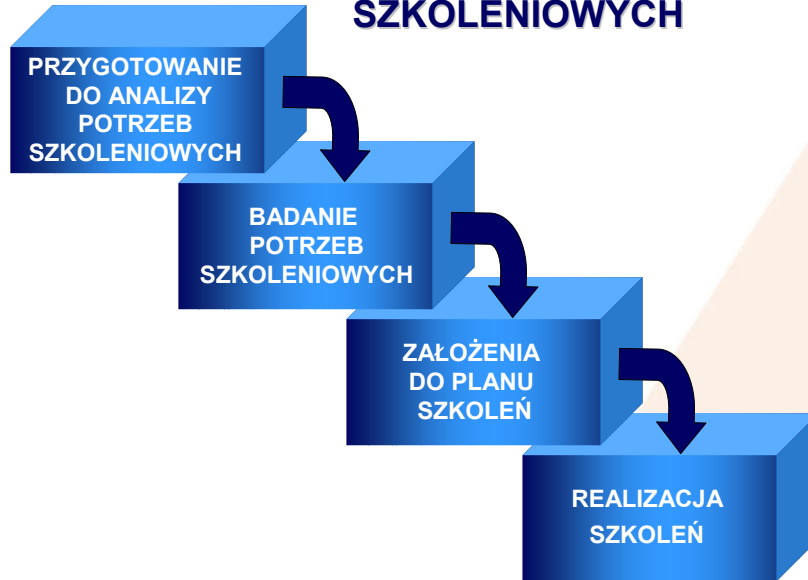 SZKOLENIOWYCH
PRZYGOTOWANIE
DO ANALIZY
POTRZEB
SZKOLENIOWYCH
BADANIE
POTRZEB
SZKOLENIOWYCH
ZAŁOŻENIA
DO PLANU
SZKOLEŃ
REALIZACJA
SZKOLEŃ